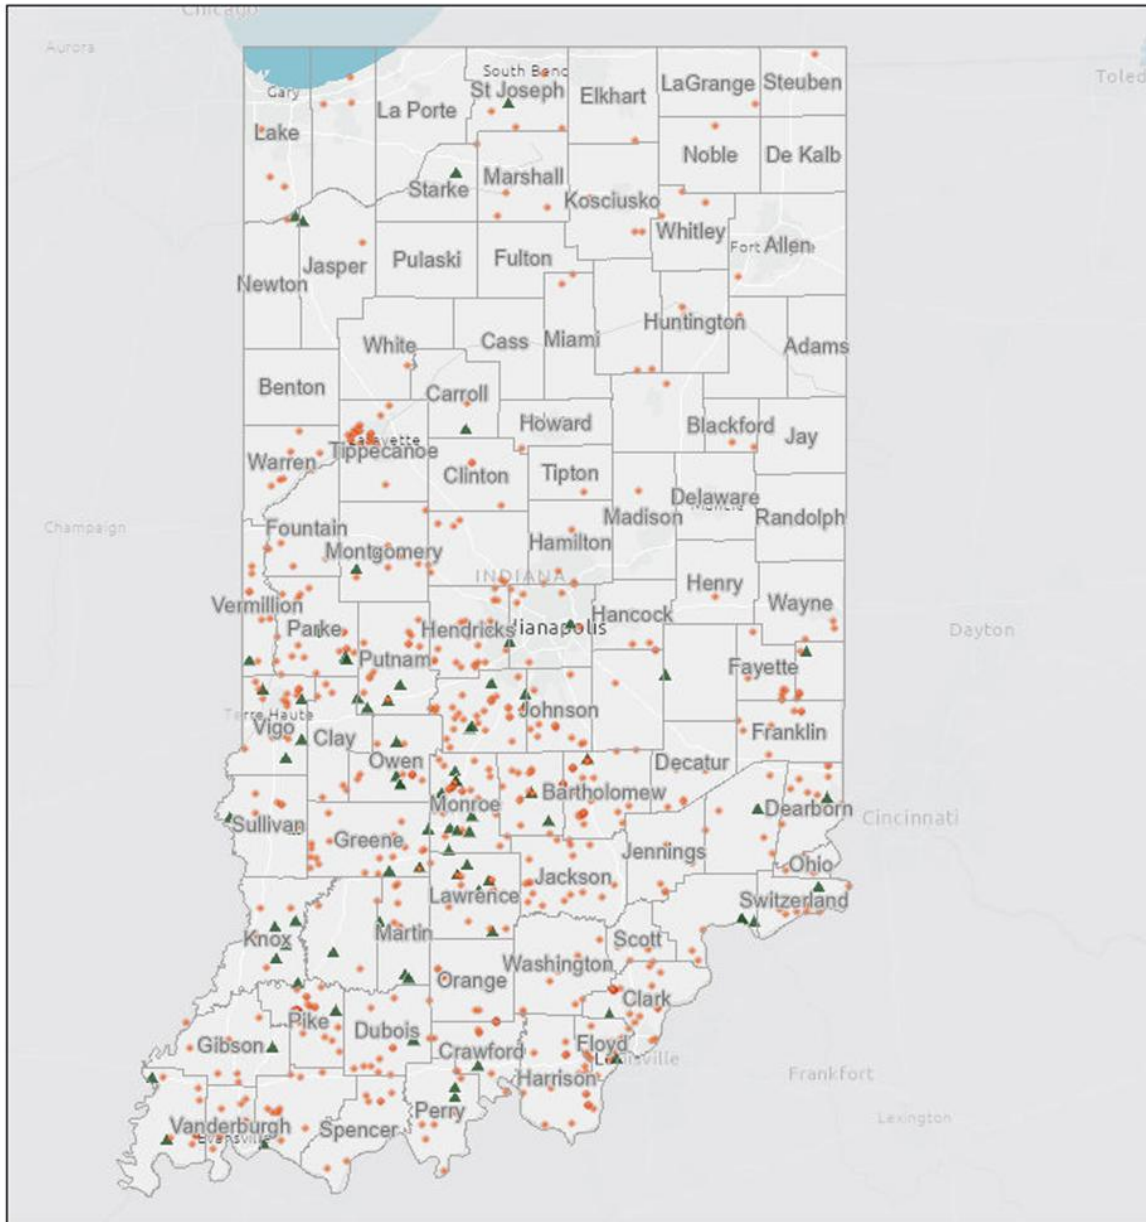 Chicago
Aurora
Toled
South Bend
St Joseph
LaGrange
Steuben
Elkhart
Gary
La Porte
Lake
Noble
De Kalb
Marshall
Starke
Kosciusko
Whitley
Fort
Allen
Jasper
Pulaski
Fulton
Newton
Huntington
White
Cass
Miami
Adams
Benton
Carroll
Howard
Blackford
Jay
Lafayette
Tippecanoe
Warren
Clinton
Tipton
Delaware
Muncie
Madison
Randolph
Champaign
Fountain
Montgomery
Hamilton
INDIANA
Henry
Vermillion
Wayne
Hancock
Parke
Hendricks
dianapolis
Dayton
Putnam
Fayette
Terre Haute
Vigo
Clay
Johnson
Franklin
Owen
Decatur
Monroe
Bartholomew
Dearborn
Cincinnati
Sullivan
Greene
Jennings
Ohio
Lawrence
Jackson
Switzerland
Knox
Martin
Scott
Washington
Orange
Clark
Pike
Dubois
Gibson
Crawford
Floyd
Louisville
Harrison
Frankfort
Perry
Vanderburgh
Evansville
Spencer
Lexington